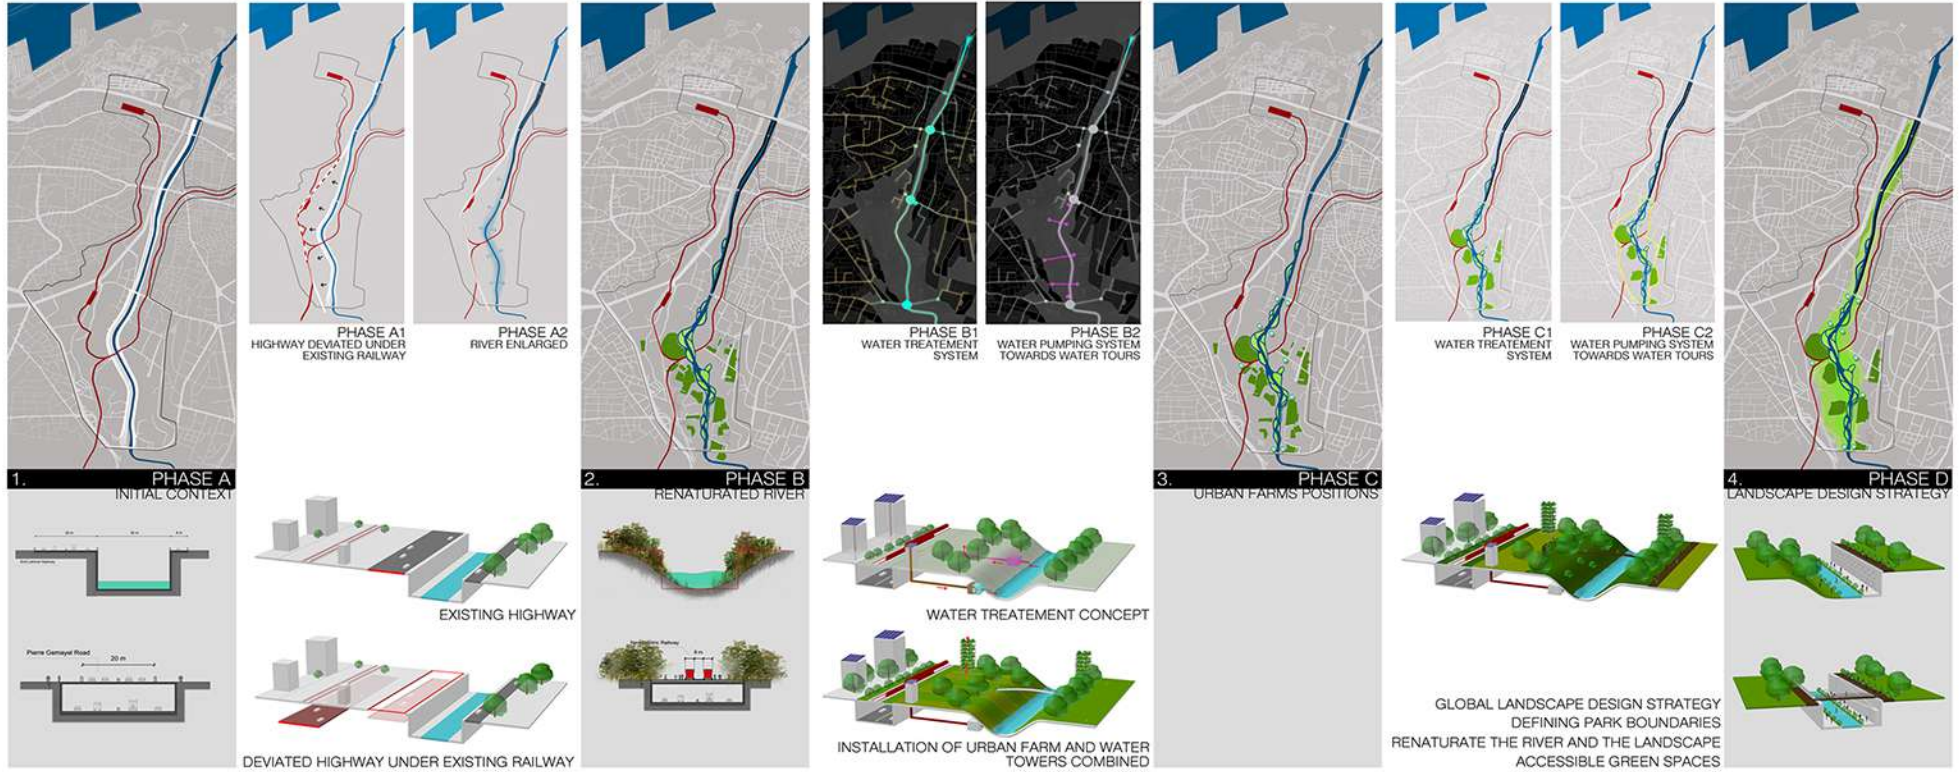 1. PHASE A
INITIAL CONTEXT
Pierre Gemayel Road
20 m
PHASE A1
HIGHWAY DEVIATED UNDER
EXISTING RAILWAY
PHASE A2
RIVER ENLARGED
EXISTING HIGHWAY
DEVIATED HIGHWAY UNDER EXISTING RAILWAY
2. PHASE B
RENATURATED RIVER
PHASE B1
WATER TREATEMENT
SYSTEM
PHASE B2
WATER PUMPING SYSTEM
TOWARDS WATER TOURS
WATER TREATEMENT CONCEPT
INSTALLATION OF URBAN FARM AND WATER
TOWERS COMBINED
3. PHASE C
URBAN FARMS POSITIONS
PHASE C1
WATER TREATEMENT
SYSTEM
PHASE C2
WATER PUMPING SYSTEM
TOWARDS WATER TOURS
GLOBAL LANDSCAPE DESIGN STRATEGY
DEFINING PARK BOUNDARIES
RENATURATE THE RIVER AND THE LANDSCAPE
ACCESSIBLE GREEN SPACES
4. PHASE D
LANDSCAPE DESIGN STRATEGY